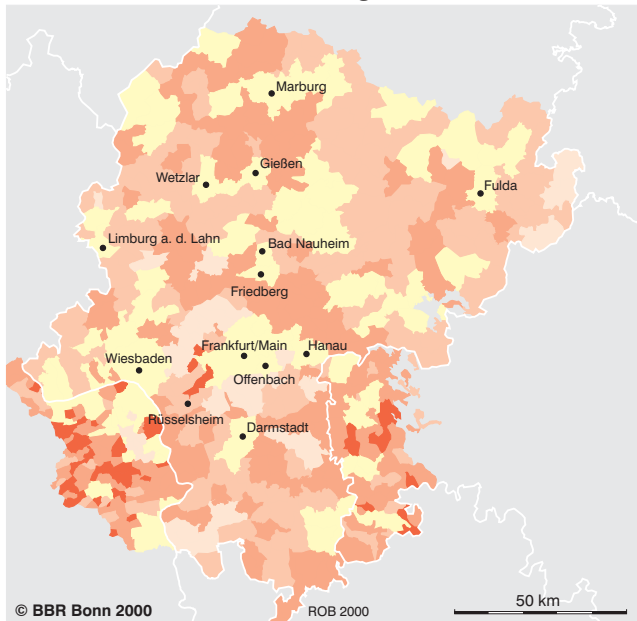 Marburg
Gießen
Wetzlar
Fulda
Limburg a. d. Lahn
Bad Nauheim
Friedberg
Frankfurt/Main
Hanau
Wiesbaden
Offenbach
Rüsselsheim
Darmstadt
50 km
© BBR Bonn 2000
ROB 2000